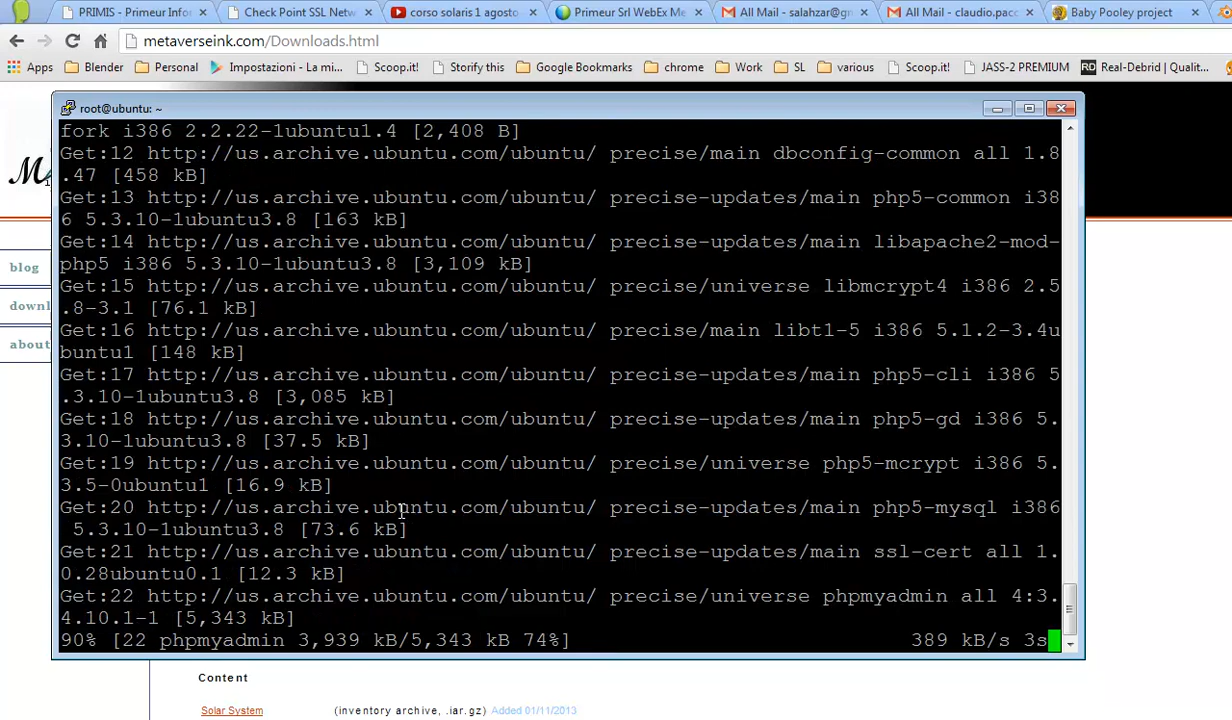 PRIMIS - Primeur Infor
Check Point SSL Netw
corso solaris 1 agosto
Primeur Srl WebEx Me
All Mail - salahzar@gm
All Mail - claudio.pacc
Baby Pooley project
metaverseink.com/Downloads.html
Apps
Blender
Personal
Impostazioni - La mi...
Scoop.it!
Storify this
Google Bookmarks
chrome
Work
SL
various
Scoop.it!
JASS-2 PREMIUM
RD Real-Debrid | Qualit...
root@ubuntu: ~
fork i386 2.2.22-1ubuntu1.4 [2,408 B]
Get:12 http://us.archive.ubuntu.com/ubuntu/ precise/main dbconfig-common all 1.8
.47 [458 kB]
Get:13 http://us.archive.ubuntu.com/ubuntu/ precise-updates/main php5-common i38
6 5.3.10-1ubuntu3.8 [163 kB]
Get:14 http://us.archive.ubuntu.com/ubuntu/ precise-updates/main libapache2-mod-
php5 i386 5.3.10-1ubuntu3.8 [3,109 kB]
Get:15 http://us.archive.ubuntu.com/ubuntu/ precise/universe libmcrypt4 i386 2.5
.8-3.1 [76.1 kB]
Get:16 http://us.archive.ubuntu.com/ubuntu/ precise/main libt1-5 i386 5.1.2-3.4u
buntu1 [148 kB]
Get:17 http://us.archive.ubuntu.com/ubuntu/ precise-updates/main php5-cli i386 5
.3.10-1ubuntu3.8 [3,085 kB]
Get:18 http://us.archive.ubuntu.com/ubuntu/ precise-updates/main php5-gd i386 5.
3.10-1ubuntu3.8 [37.5 kB]
Get:19 http://us.archive.ubuntu.com/ubuntu/ precise/universe php5-mcrypt i386 5.
3.5-0ubuntu1 [16.9 kB]
Get:20 http://us.archive.ubuntu.com/ubuntu/ precise-updates/main php5-mysql i386
 5.3.10-1ubuntu3.8 [73.6 kB]
Get:21 http://us.archive.ubuntu.com/ubuntu/ precise-updates/main ssl-cert all 1.
0.28ubuntu0.1 [12.3 kB]
Get:22 http://us.archive.ubuntu.com/ubuntu/ precise/universe phpmyadmin all 4:3.
4.10.1-1 [5,343 kB]
90% [22 phpmyadmin 3,939 kB/5,343 kB 74%] 389 kB/s 3s
blog
downl
about
Content
Solar System (inventory archive, .iar.gz) Added 01/11/2013